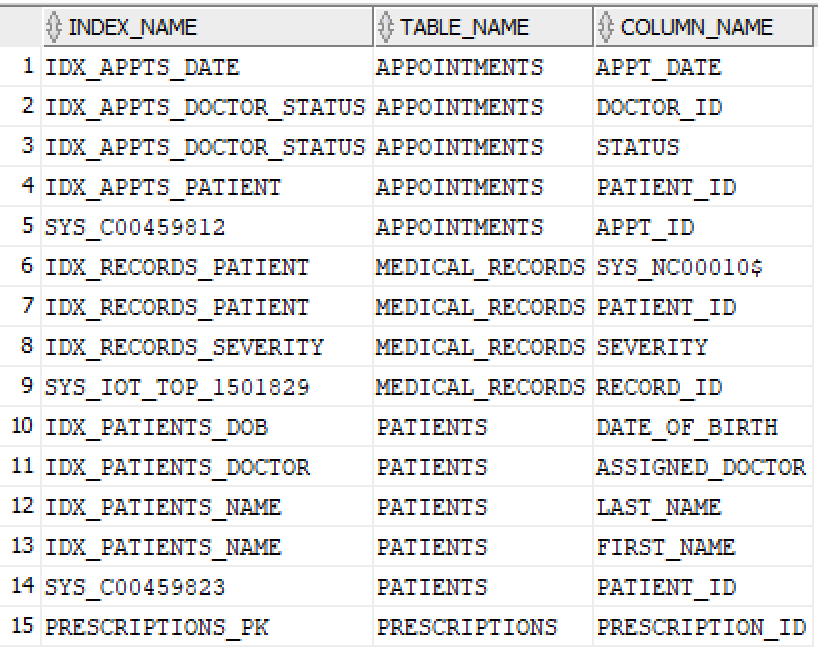 INDEX_NAME TABLE_NAME COLUMN_NAME
1 IDX_APPTS_DATE APPOINTMENTS APPT_DATE
2 IDX_APPTS_DOCTOR_STATUS APPOINTMENTS DOCTOR_ID
3 IDX_APPTS_DOCTOR_STATUS APPOINTMENTS STATUS
4 IDX_APPTS_PATIENT APPOINTMENTS PATIENT_ID
5 SYS_C00459812 APPOINTMENTS APPT_ID
6 IDX_RECORDS_PATIENT MEDICAL_RECORDS SYS_NC00010$
7 IDX_RECORDS_PATIENT MEDICAL_RECORDS PATIENT_ID
8 IDX_RECORDS_SEVERITY MEDICAL_RECORDS SEVERITY
9 SYS_IOT_TOP_1501829 MEDICAL_RECORDS RECORD_ID
10 IDX_PATIENTS_DOB PATIENTS DATE_OF_BIRTH
11 IDX_PATIENTS_DOCTOR PATIENTS ASSIGNED_DOCTOR
12 IDX_PATIENTS_NAME PATIENTS LAST_NAME
13 IDX_PATIENTS_NAME PATIENTS FIRST_NAME
14 SYS_C00459823 PATIENTS PATIENT_ID
15 PRESCRIPTIONS_PK PRESCRIPTIONS PRESCRIPTION_ID